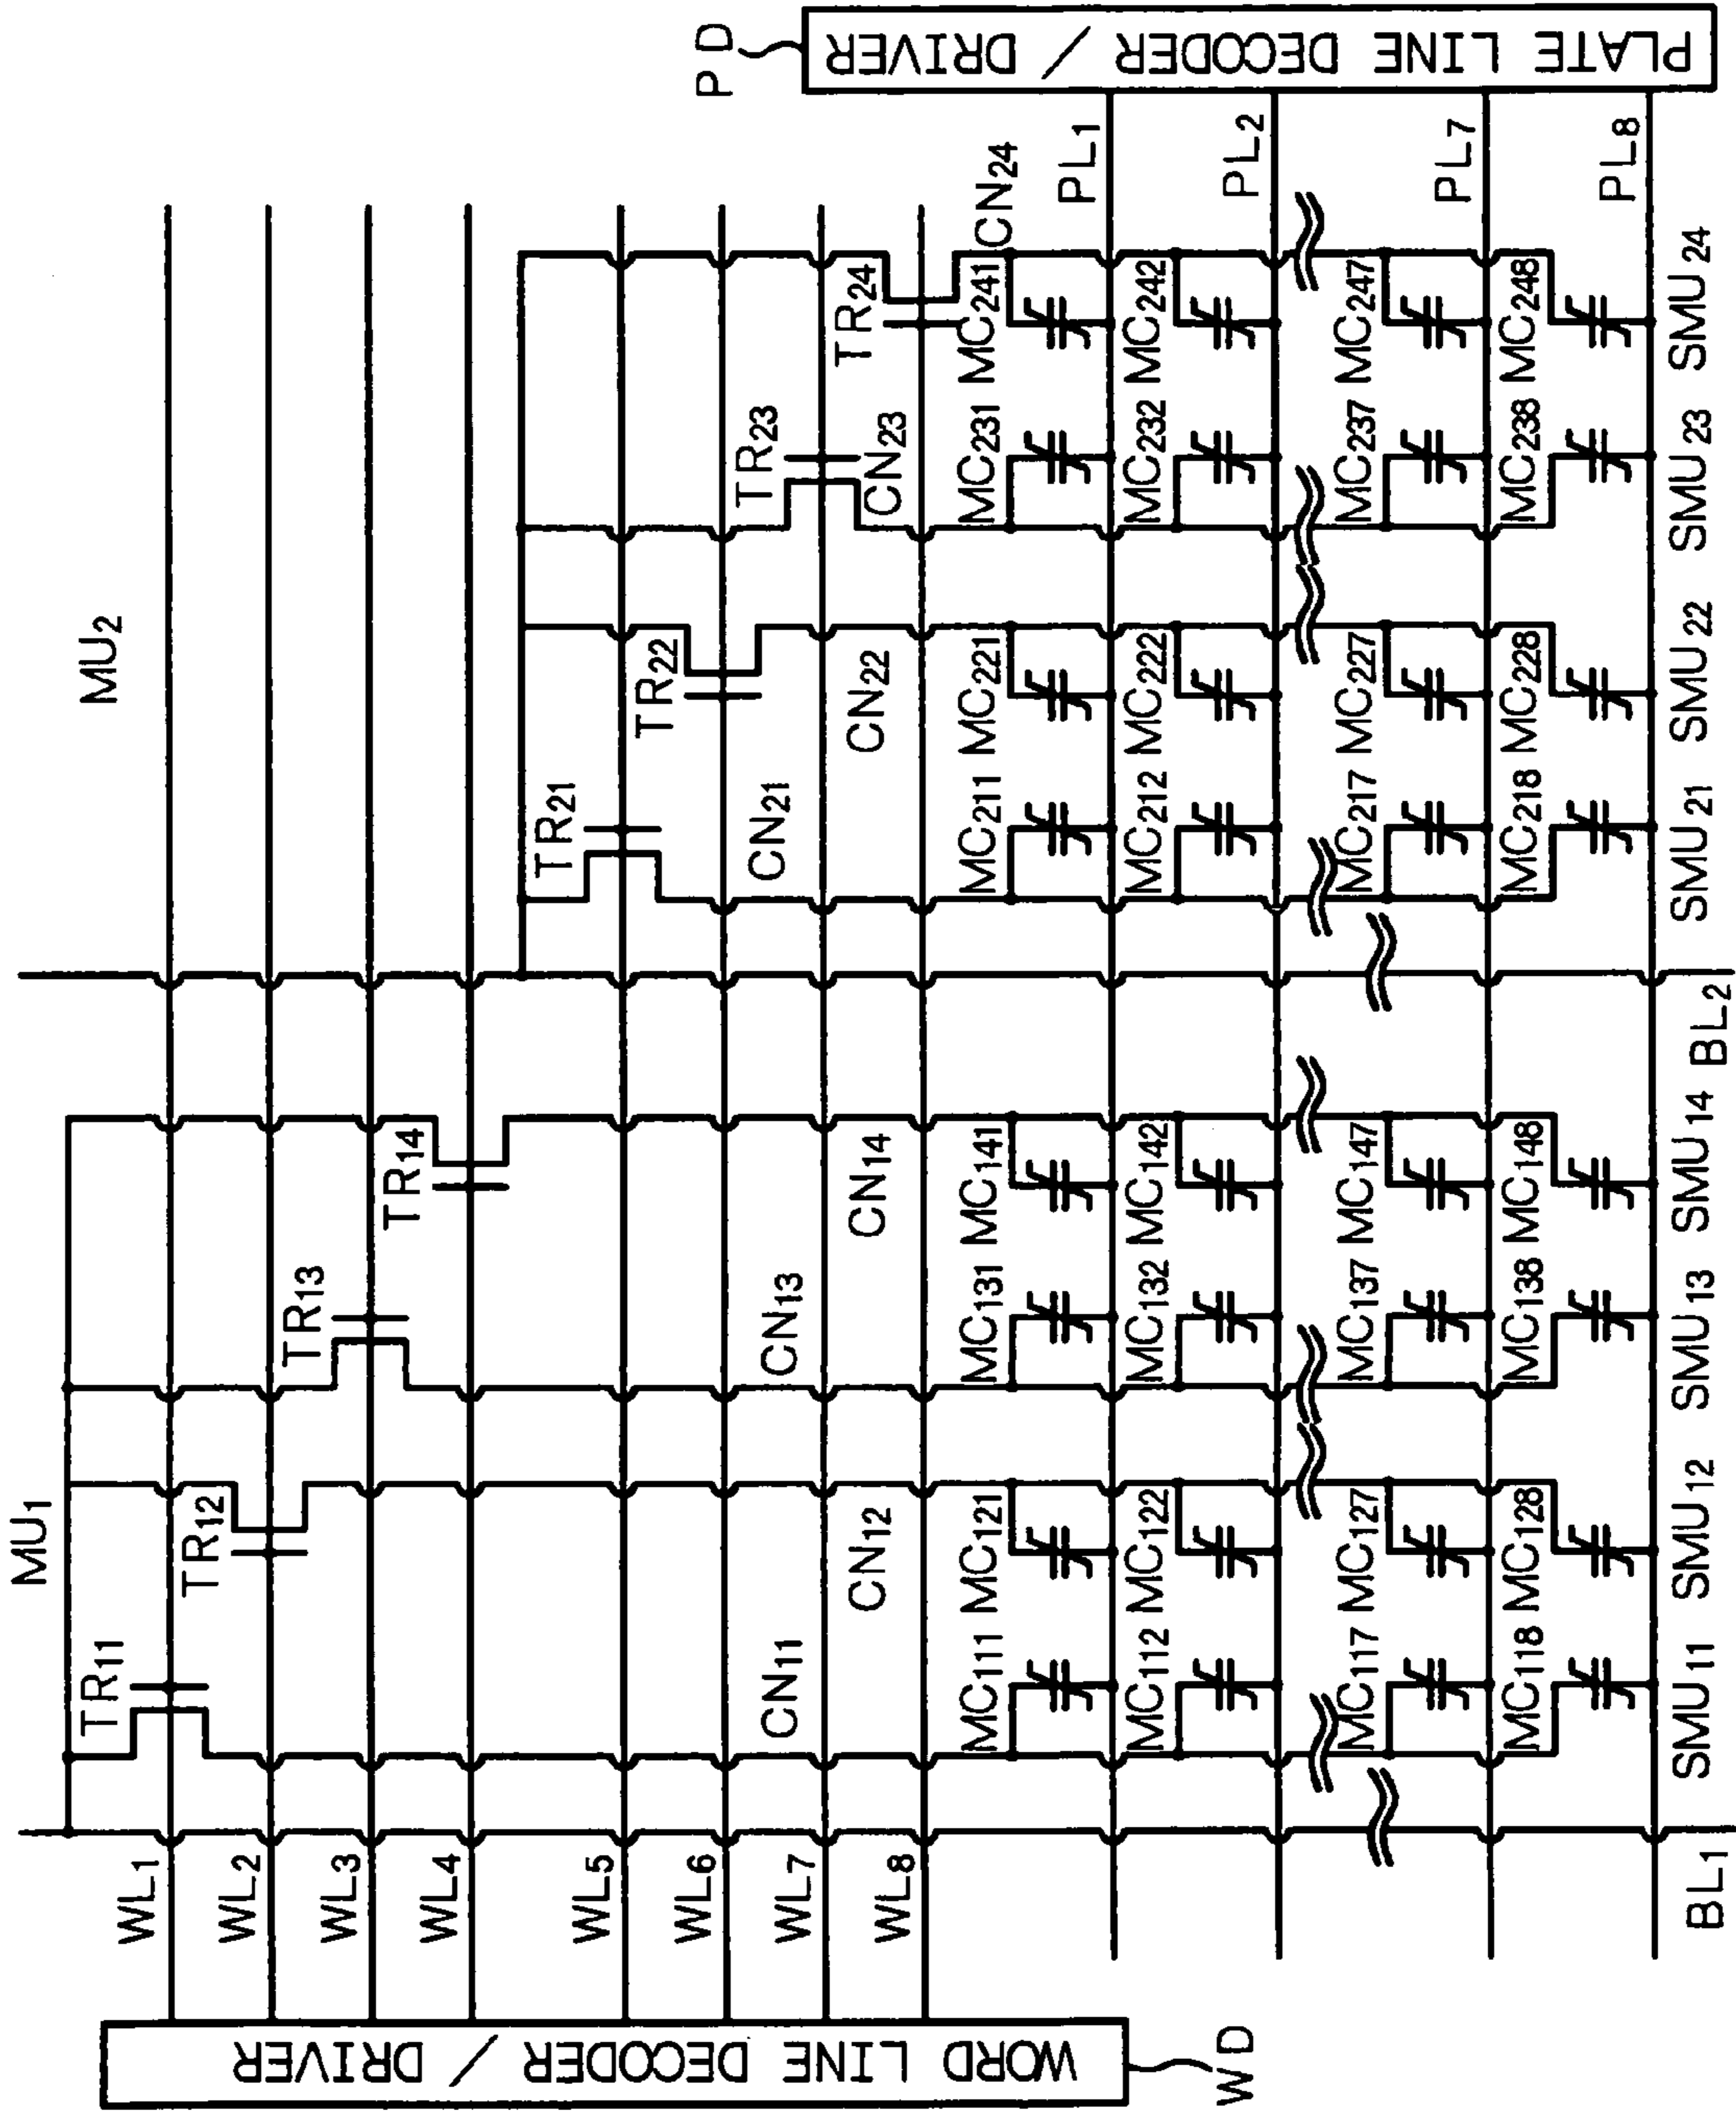 MU1
MU2
WORD LINE DECODER / DRIVER
WD
WL1
WL2
WL3
WL4
WL5
WL6
WL7
WL8
TR11
TR12
TR13
TR14
TR21
TR22
TR23
TR24
CN11
CN12
CN13
CN14
CN21
CN22
CN23
CN24
MC111 MC121 MC131 MC141 MC211 MC221 MC231 MC241
MC112 MC122 MC132 MC142 MC212 MC222 MC232 MC242
MC117 MC127 MC137 MC147 MC217 MC227 MC237 MC247
MC118 MC128 MC138 MC148 MC218 MC228 MC238 MC248
PL1
PL2
PL7
PL8
PD
PLATE LINE DECODER / DRIVER
BL1 SMU11 SMU12 SMU13 SMU14 BL2 SMU21 SMU22 SMU23 SMU24